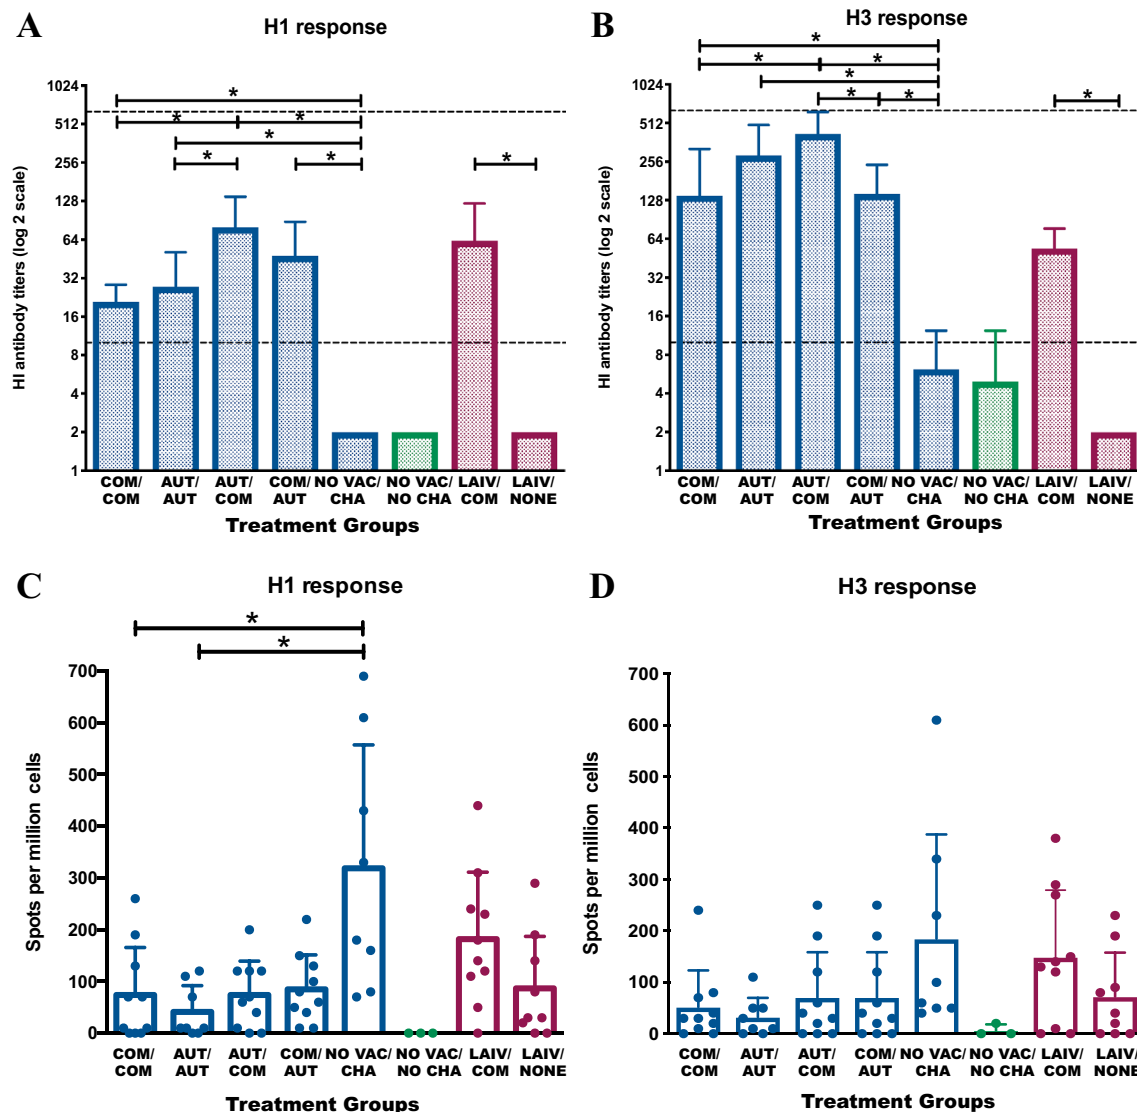 A
H1 response
HI antibody titers (log 2 scale)
1024
512
256
128
64
32
16
8
4
2
1
*
*
*
*
*
*
*
COM/ AUT/ AUT/ COM/ NO VAC/ NO VAC/ LAIV/ LAIV/
COM AUT COM AUT CHA NO CHA COM NONE
Treatment Groups
B
H3 response
HI antibody titers (log 2 scale)
1024
512
256
128
64
32
16
8
4
2
1
*
*
*
*
*
*
*
COM/ AUT/ AUT/ COM/ NO VAC/ NO VAC/ LAIV/ LAIV/
COM AUT COM AUT CHA NO CHA COM NONE
Treatment Groups
C
H1 response
Spots per million cells
700
600
500
400
300
200
100
0
*
*
COM/ AUT/ AUT/ COM/ NO VAC/ NO VAC/ LAIV/ LAIV/
COM AUT COM AUT CHA NO CHA COM NONE
Treatment Groups
D
H3 response
Spots per million cells
700
600
500
400
300
200
100
0
COM/ AUT/ AUT/ COM/ NO VAC/ NO VAC/ LAIV/ LAIV/
COM AUT COM AUT CHA NO CHA COM NONE
Treatment Groups